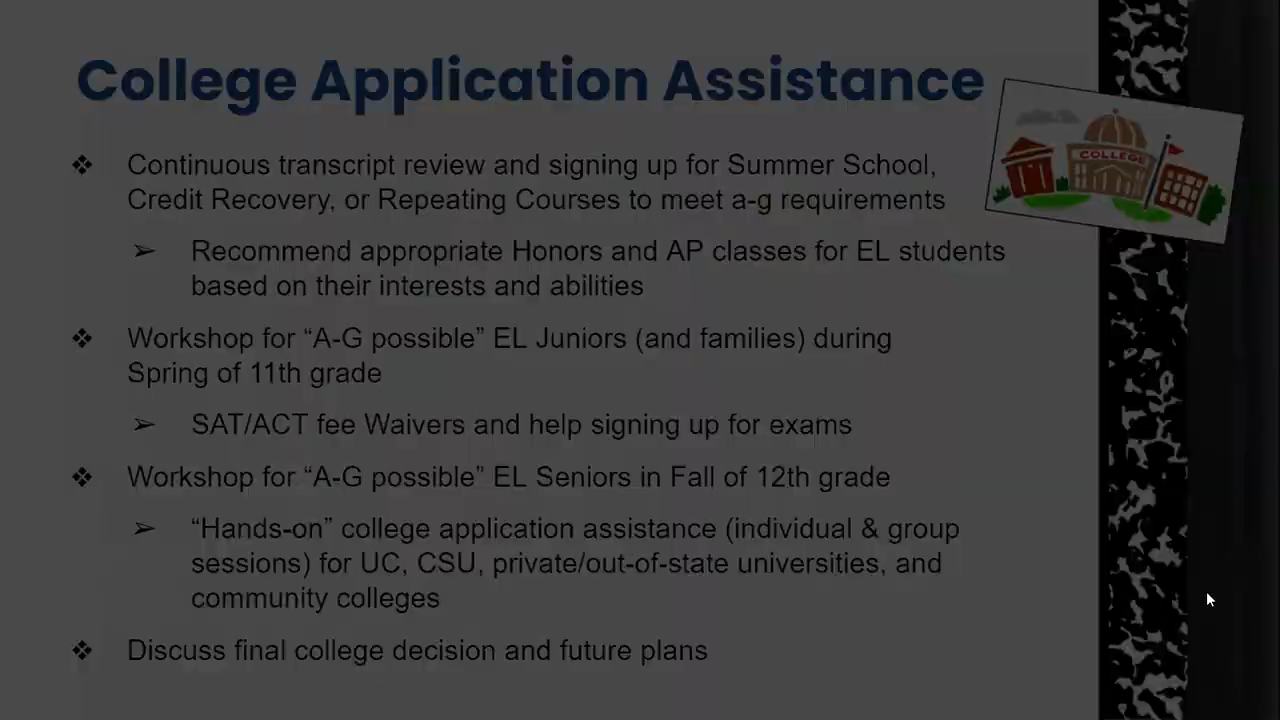 College Application Assistance
COLLEGE
❖ Continuous transcript review and signing up for Summer School,
Credit Recovery, or Repeating Courses to meet a-g requirements
➢ Recommend appropriate Honors and AP classes for EL students
based on their interests and abilities
❖ Workshop for “A-G possible” EL Juniors (and families) during
Spring of 11th grade
➢ SAT/ACT fee Waivers and help signing up for exams
❖ Workshop for “A-G possible” EL Seniors in Fall of 12th grade
➢ “Hands-on” college application assistance (individual & group
sessions) for UC, CSU, private/out-of-state universities, and
community colleges
❖ Discuss final college decision and future plans